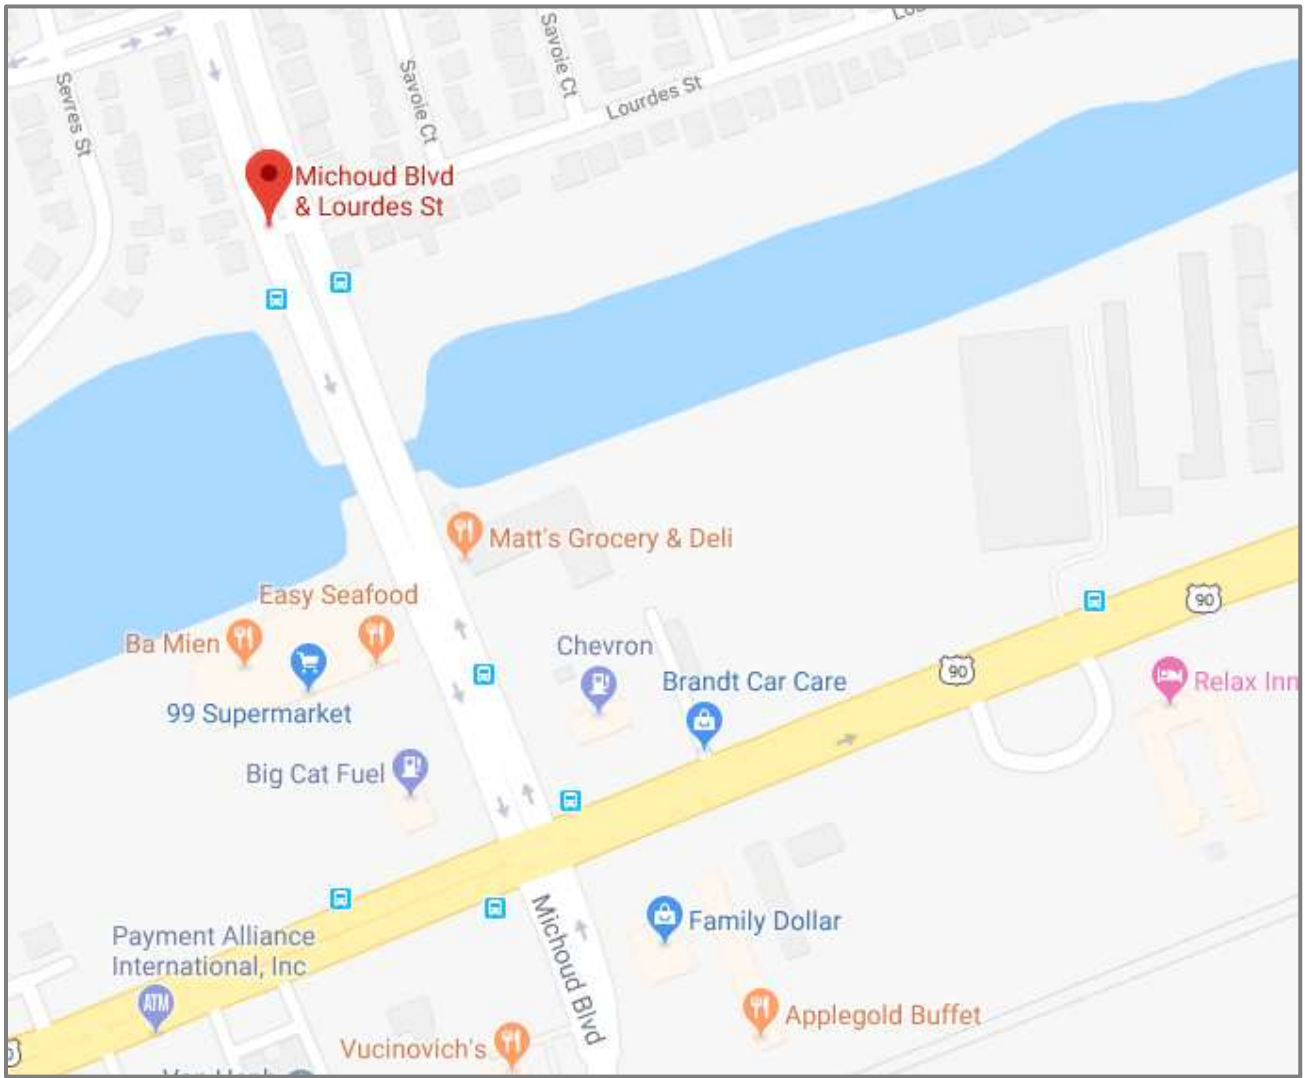 Lou
Savoie Ct
Savoie Ct
Sevres St
Lourdes St
Michoud Blvd
& Lourdes St
Matt's Grocery & Deli
Easy Seafood
Ba Mien
90
Chevron
90
Brandt Car Care
Relax Inn
99 Supermarket
Big Cat Fuel
Michoud Blvd
Family Dollar
Payment Alliance
International, Inc
ATM
Applegold Buffet
Vucinovich's